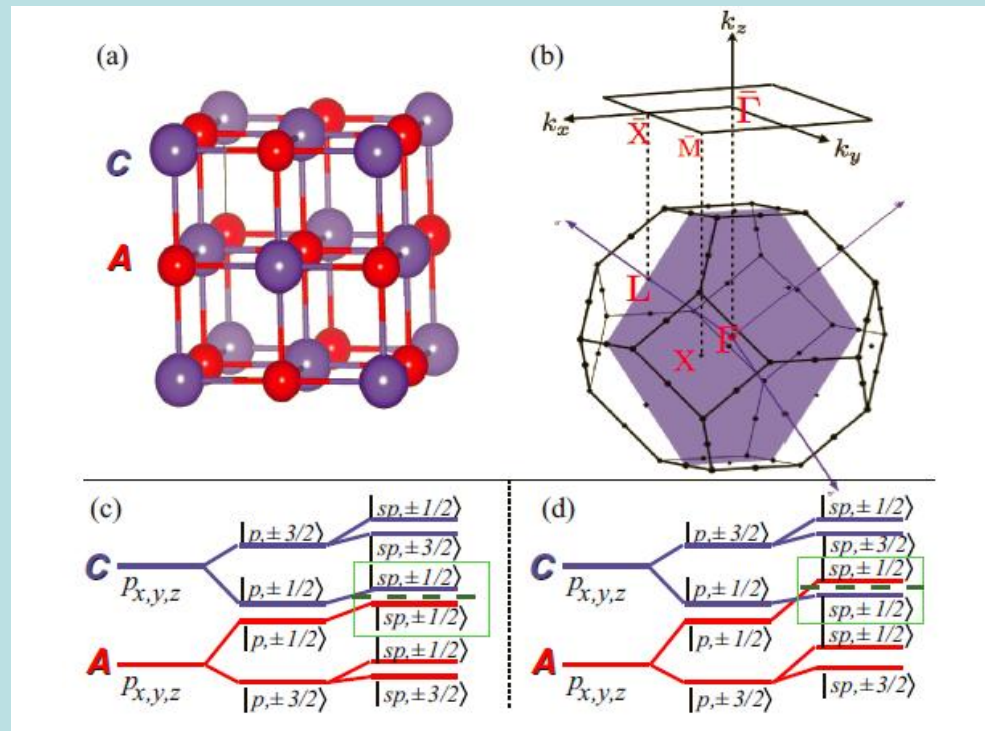 (a)
C
A
(b)
k_z
k_x
k_y
Γ̄
X̄
M̄
L
Γ
X
(c)
C
p_{x,y,z}
|p,±3/2⟩
|p,±1/2⟩
|sp,±1/2⟩
|sp,±3/2⟩
|sp,±1/2⟩
A
p_{x,y,z}
|p,±1/2⟩
|p,±3/2⟩
|sp,±1/2⟩
|sp,±1/2⟩
|sp,±3/2⟩
(d)
C
p_{x,y,z}
|p,±3/2⟩
|p,±1/2⟩
|sp,±1/2⟩
|sp,±3/2⟩
|sp,±1/2⟩
A
p_{x,y,z}
|p,±1/2⟩
|p,±3/2⟩
|sp,±1/2⟩
|sp,±1/2⟩
|sp,±3/2⟩